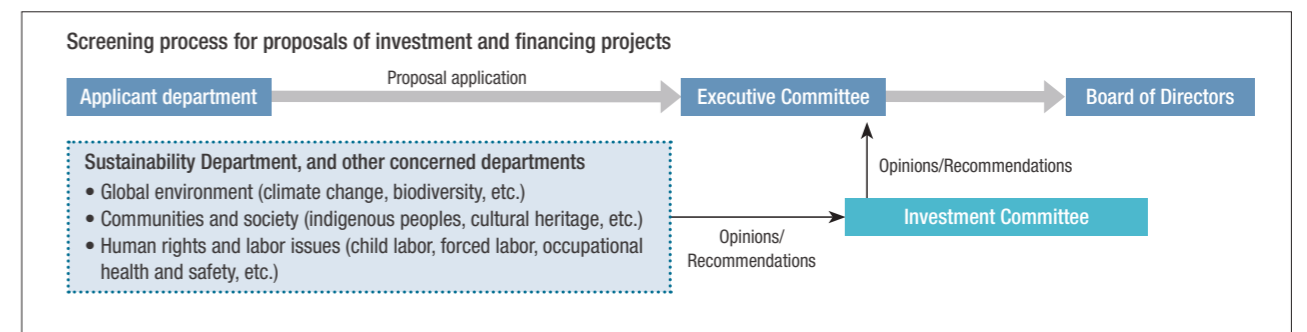 Screening process for proposals of investment and financing projects
Proposal application
Applicant department
Executive Committee
Board of Directors
Sustainability Department, and other concerned departments
• Global environment (climate change, biodiversity, etc.)
• Communities and society (indigenous peoples, cultural heritage, etc.)
• Human rights and labor issues (child labor, forced labor, occupational
health and safety, etc.)
Opinions/
Recommendations
Opinions/Recommendations
Investment Committee